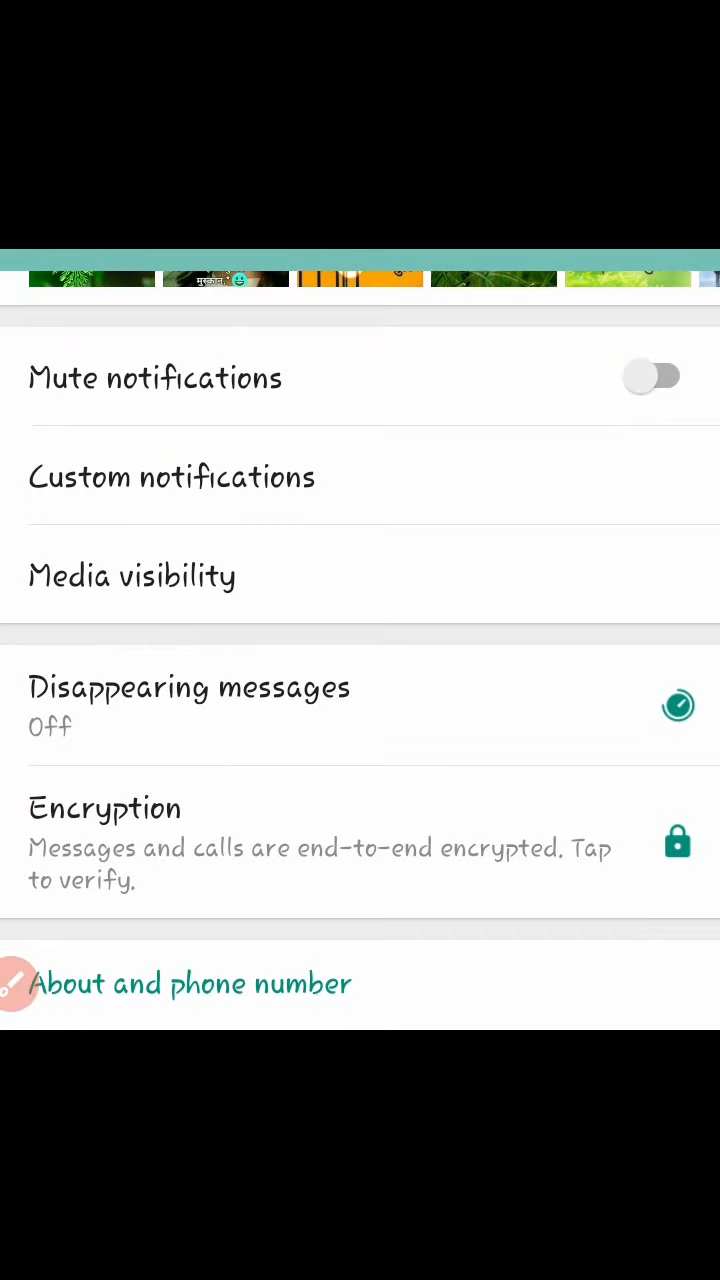 मुस्कान."
Mute notifications
Custom notifications
Media visibility
Disappearing messages
Off
Encryption
Messages and calls are end-to-end encrypted. Tap
to verify.
About and phone number